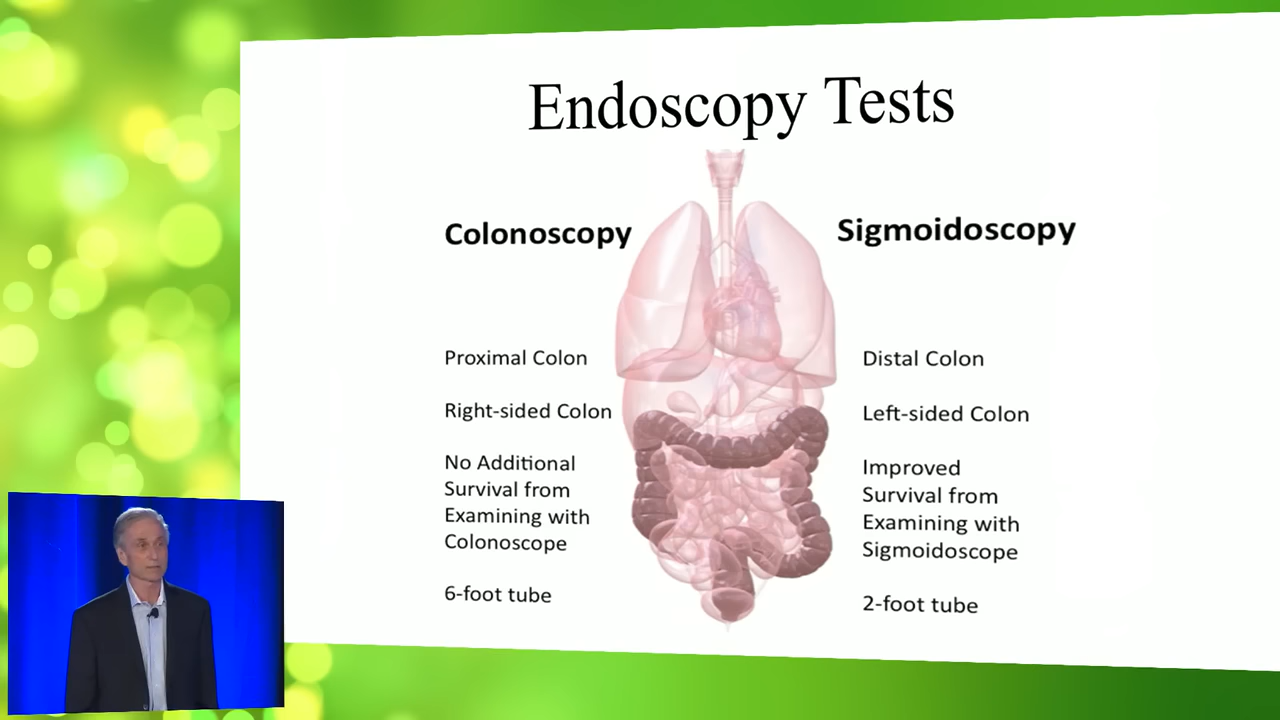 Endoscopy Tests
Colonoscopy
Proximal Colon
Right-sided Colon
No Additional
Survival from
Examining with
Colonoscope
6-foot tube
Sigmoidoscopy
Distal Colon
Left-sided Colon
Improved
Survival from
Examining with
Sigmoidoscope
2-foot tube